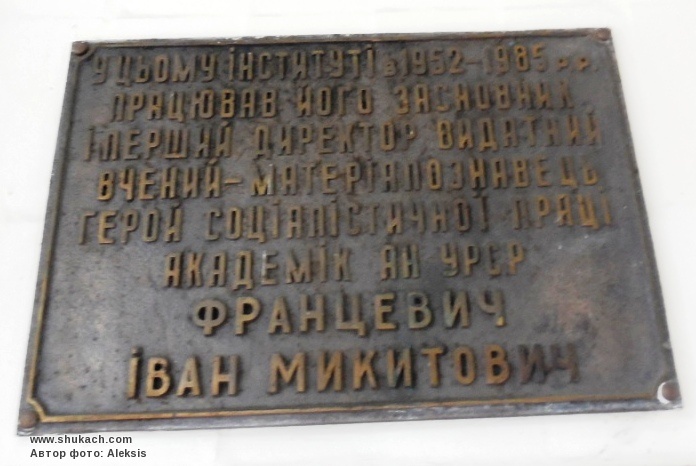 У ЦЬОМУ ІНСТИТУТІ з 1952-1985 р.р.
ПРАЦЮВАВ ЙОГО ЗАСНОВНИК
І ПЕРШИЙ ДИРЕКТОР ВИДАТНИЙ
ВЧЕНИЙ-МАТЕРІАЛОЗНАВЕЦЬ
ГЕРОЙ СОЦІАЛІСТИЧНОЇ ПРАЦІ
АКАДЕМІК АН УРСР
ФРАНЦЕВИЧ
ІВАН МИКИТОВИЧ
www.shukach.com
Автор фото: Aleksis